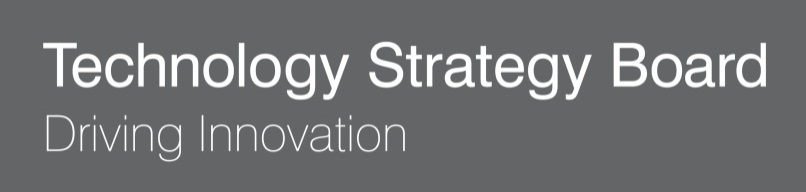 Technology Strategy Board
Driving Innovation